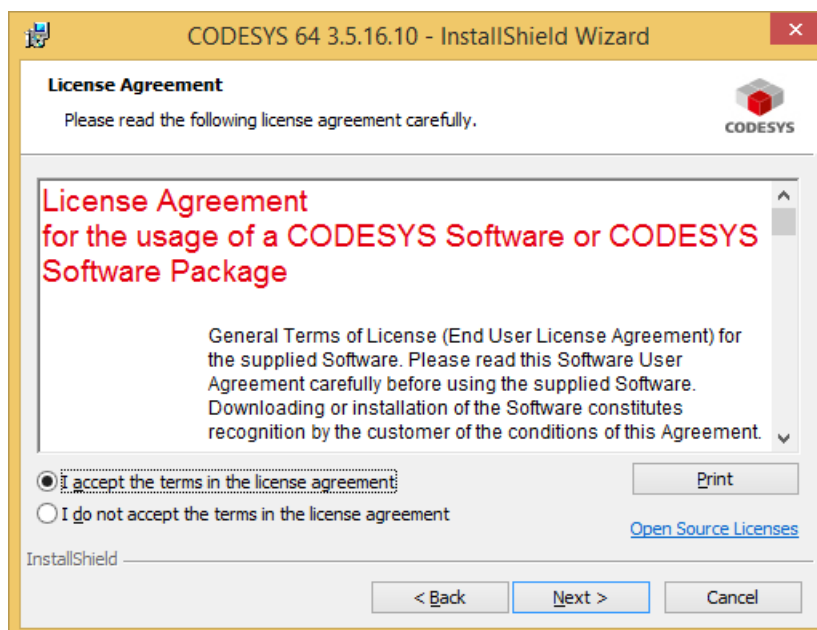 CODESYS 64 3.5.16.10 - InstallShield Wizard
License Agreement
Please read the following license agreement carefully.
CODESYS
License Agreement
for the usage of a CODESYS Software or CODESYS
Software Package
General Terms of License (End User License Agreement) for
the supplied Software. Please read this Software User
Agreement carefully before using the supplied Software.
Downloading or installation of the Software constitutes
recognition by the customer of the conditions of this Agreement.
I accept the terms in the license agreement
Print
I do not accept the terms in the license agreement
Open Source Licenses
InstallShield
< Back
Next >
Cancel